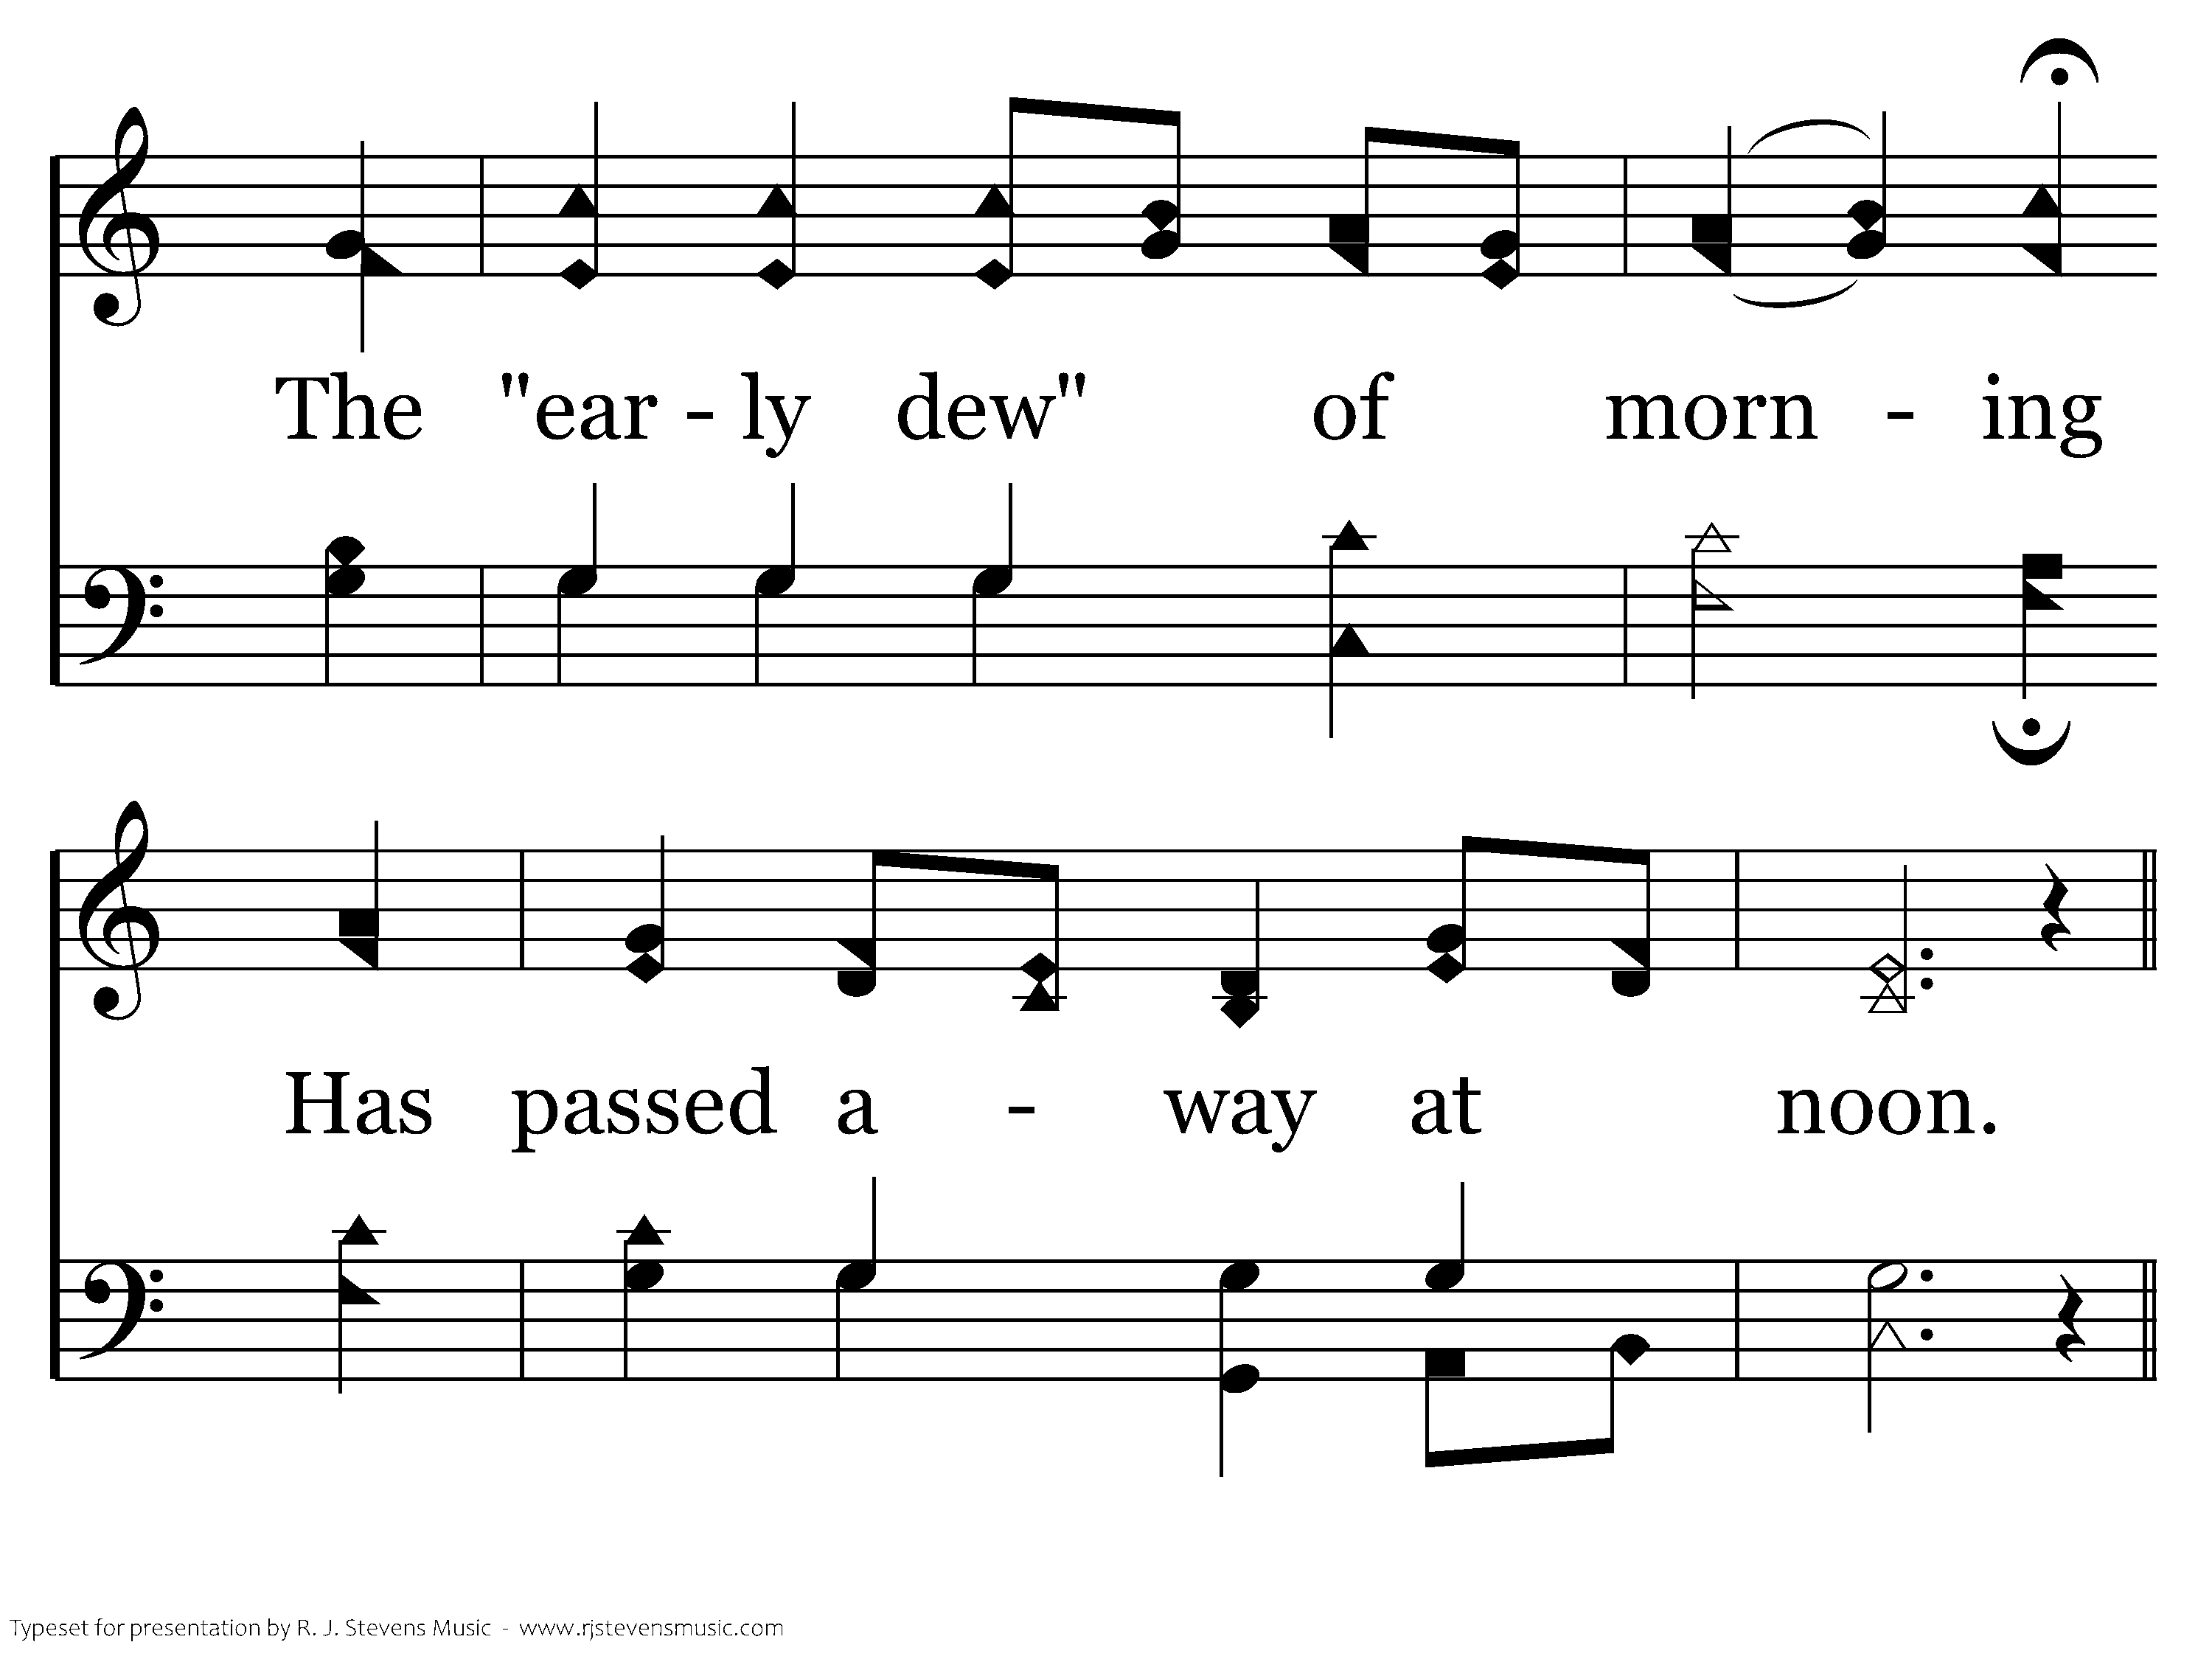 The "ear - ly dew" of morn - ing
Has passed a - way at noon.
Typeset for presentation by R. J. Stevens Music - www.rjstevensmusic.com